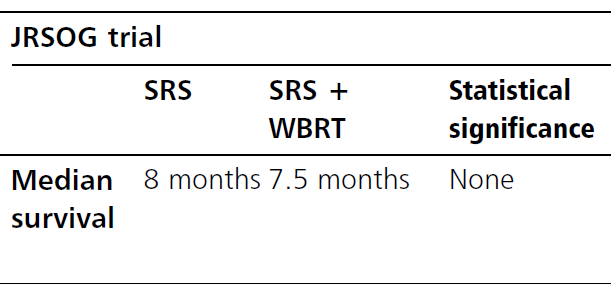 JRSOG trial
SRS SRS + Statistical
WBRT significance
Median 8 months 7.5 months None
survival